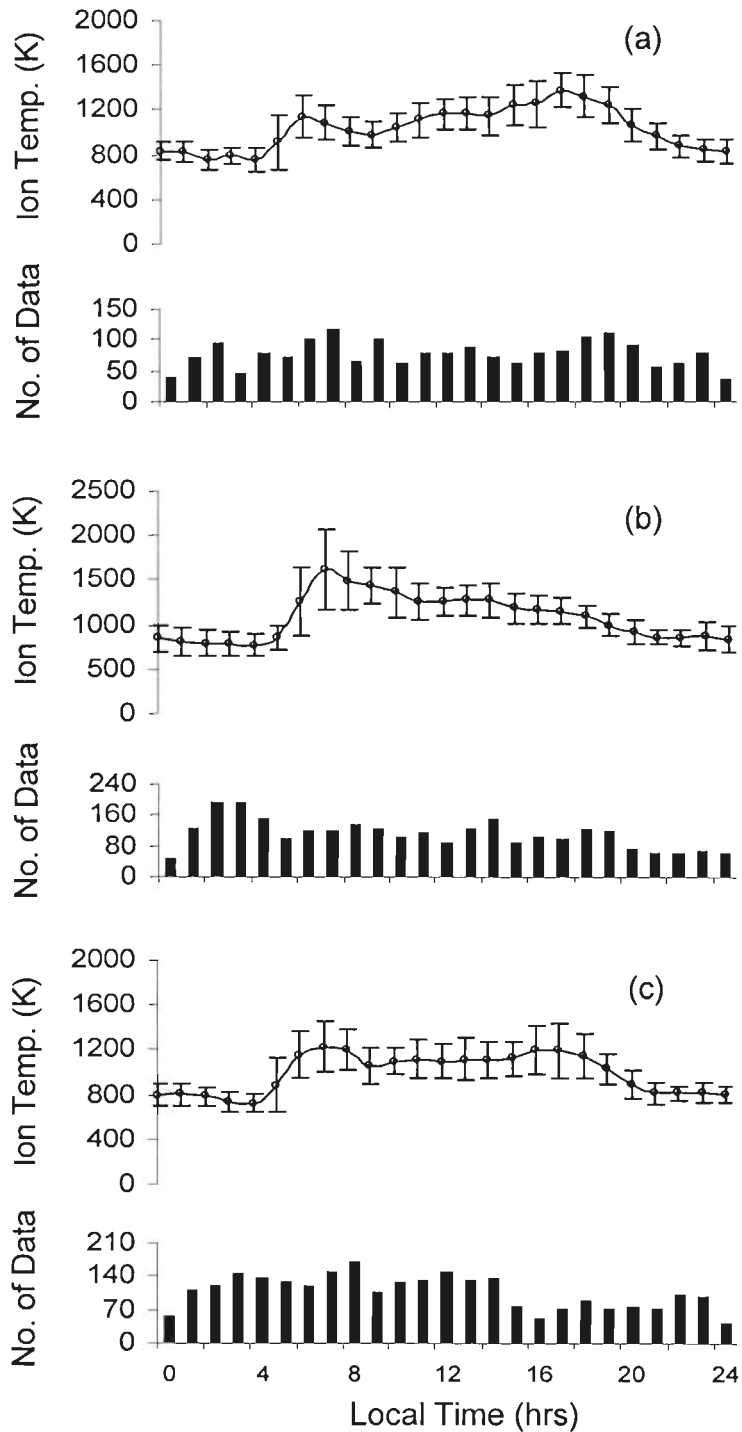 2000
1600
1200
800
400
0
Ion Temp. (K)
(a)
150
100
50
0
No. of Data
2500
2000
1500
1000
500
0
Ion Temp. (K)
(b)
240
160
80
0
No. of Data
2000
1600
1200
800
400
0
Ion Temp. (K)
(c)
210
140
70
0
No. of Data
0 4 8 12 16 20 24
Local Time (hrs)